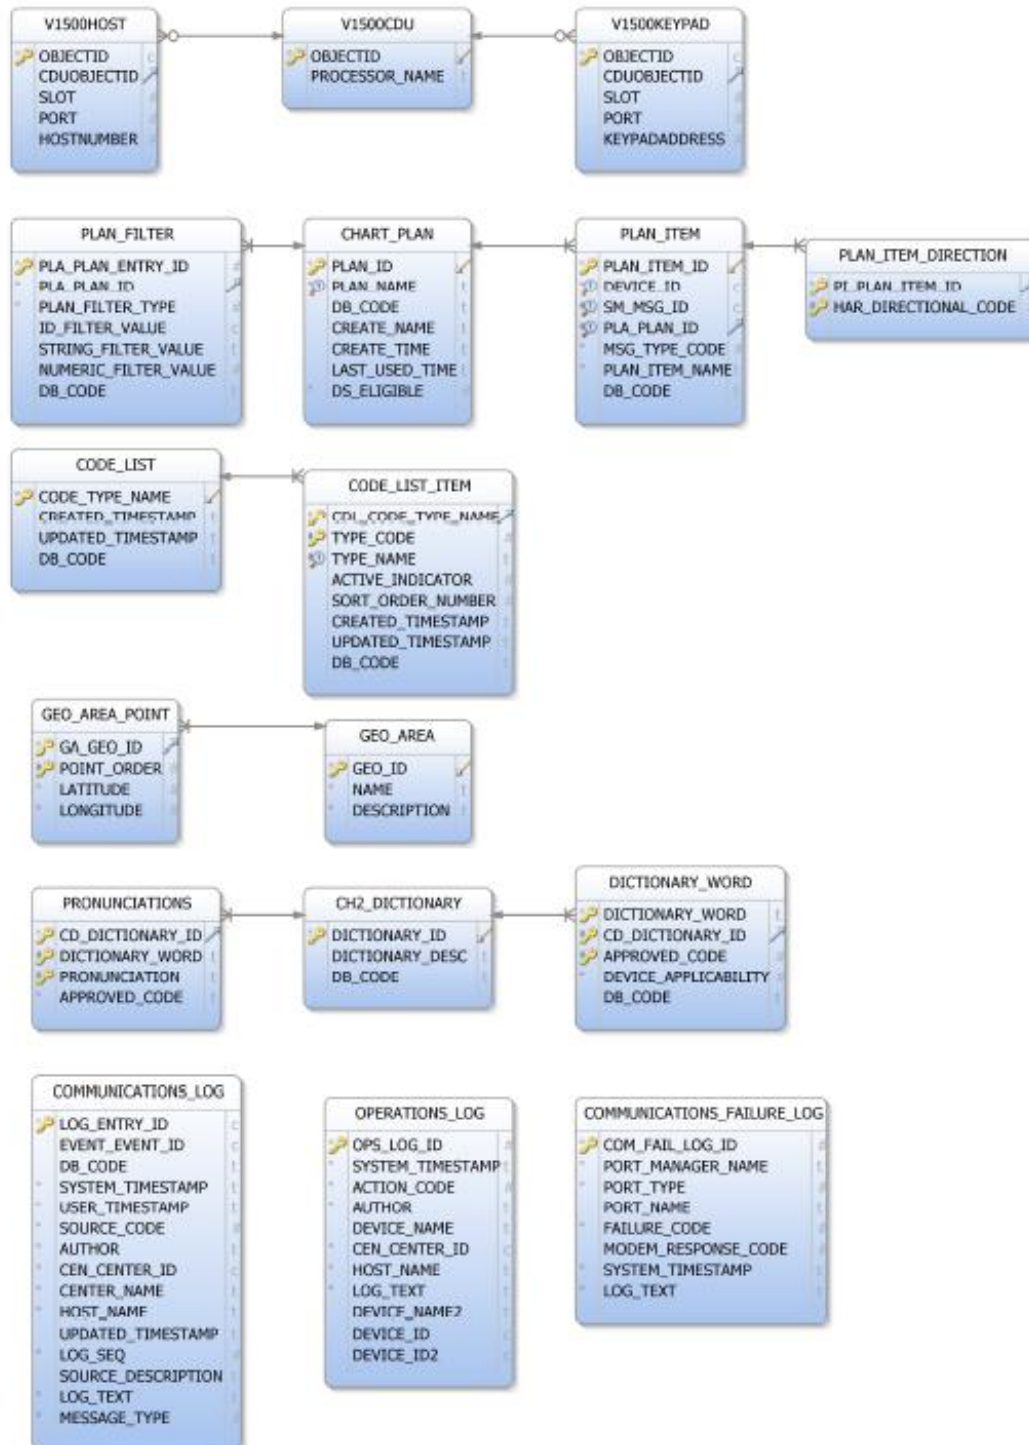 V1500HOST
OBJECTID
CDUOBJECTID
SLOT
PORT
HOSTNUMBER
V1500CDU
OBJECTID
PROCESSOR_NAME
V1500KEYPAD
OBJECTID
CDUOBJECTID
SLOT
PORT
KEYPADADDRESS
PLAN_FILTER
PLA_PLAN_ENTRY_ID
PLA_PLAN_ID
PLAN_FILTER_TYPE
ID_FILTER_VALUE
STRING_FILTER_VALUE
NUMERIC_FILTER_VALUE
DB_CODE
CHART_PLAN
PLAN_ID
PLAN_NAME
DB_CODE
CREATE_NAME
CREATE_TIME
LAST_USED_TIME
DS_ELIGIBLE
PLAN_ITEM
PLAN_ITEM_ID
DEVICE_ID
SM_MSG_ID
PLA_PLAN_ID
MSG_TYPE_CODE
PLAN_ITEM_NAME
DB_CODE
PLAN_ITEM_DIRECTION
PI_PLAN_ITEM_ID
HAR_DIRECTIONAL_CODE
CODE_LIST
CODE_TYPE_NAME
CREATED_TIMESTAMP
UPDATED_TIMESTAMP
DB_CODE
CODE_LIST_ITEM
CDL_CODE_TYPE_NAME
TYPE_CODE
TYPE_NAME
ACTIVE_INDICATOR
SORT_ORDER_NUMBER
CREATED_TIMESTAMP
UPDATED_TIMESTAMP
DB_CODE
GEO_AREA_POINT
GA_GEO_ID
POINT_ORDER
LATITUDE
LONGITUDE
GEO_AREA
GEO_ID
NAME
DESCRIPTION
PRONUNCIATIONS
CD_DICTIONARY_ID
DICTIONARY_WORD
PRONUNCIATION
APPROVED_CODE
CH2_DICTIONARY
DICTIONARY_ID
DICTIONARY_DESC
DB_CODE
DICTIONARY_WORD
DICTIONARY_WORD
CD_DICTIONARY_ID
APPROVED_CODE
DEVICE_APPLICABILITY
DB_CODE
COMMUNICATIONS_LOG
LOG_ENTRY_ID
EVENT_EVENT_ID
DB_CODE
SYSTEM_TIMESTAMP
USER_TIMESTAMP
SOURCE_CODE
AUTHOR
CEN_CENTER_ID
CENTER_NAME
HOST_NAME
UPDATED_TIMESTAMP
LOG_SEQ
SOURCE_DESCRIPTION
LOG_TEXT
MESSAGE_TYPE
OPERATIONS_LOG
OPS_LOG_ID
SYSTEM_TIMESTAMP
ACTION_CODE
AUTHOR
DEVICE_NAME
CEN_CENTER_ID
HOST_NAME
LOG_TEXT
DEVICE_NAME2
DEVICE_ID
DEVICE_ID2
COMMUNICATIONS_FAILURE_LOG
COM_FAIL_LOG_ID
PORT_MANAGER_NAME
PORT_TYPE
PORT_NAME
FAILURE_CODE
MODEM_RESPONSE_CODE
SYSTEM_TIMESTAMP
LOG_TEXT